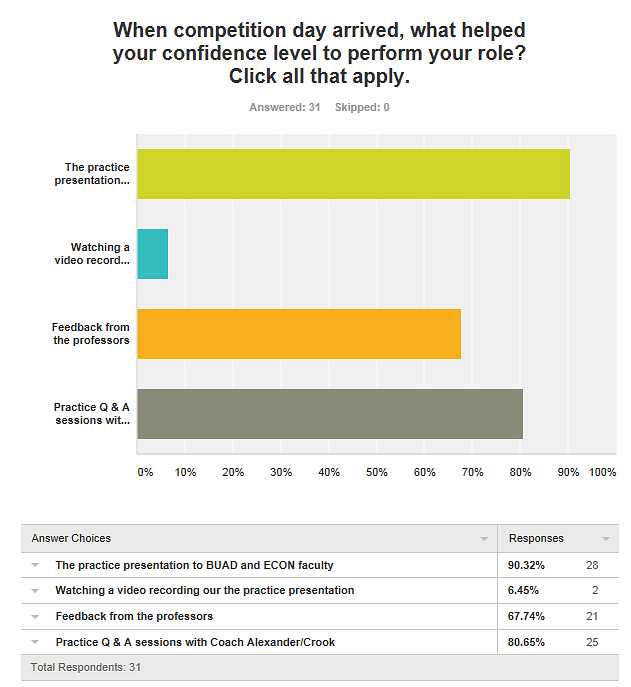 When competition day arrived, what helped
your confidence level to perform your role?
Click all that apply.
Answered: 31 Skipped: 0
The practice
presentation...
Watching a
video record...
Feedback from
the professors
Practice Q & A
sessions wit...
0% 10% 20% 30% 40% 50% 60% 70% 80% 90% 100%
Answer Choices Responses
The practice presentation to BUAD and ECON faculty 90.32% 28
Watching a video recording our the practice presentation 6.45% 2
Feedback from the professors 67.74% 21
Practice Q & A sessions with Coach Alexander/Crook 80.65% 25
Total Respondents: 31